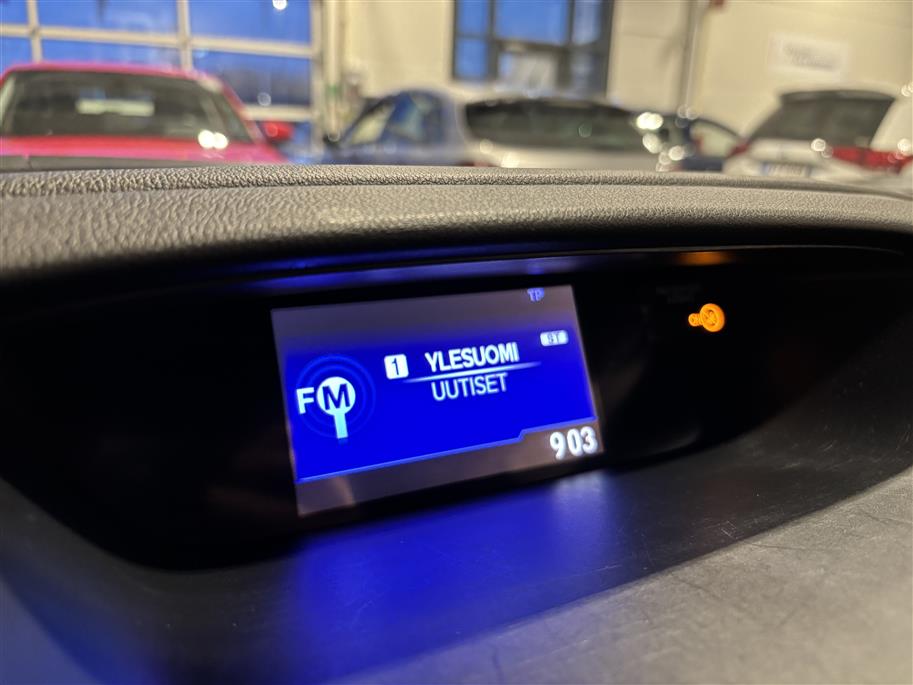 TP
ST
1 YLESUOMI
FM UUTISET
903